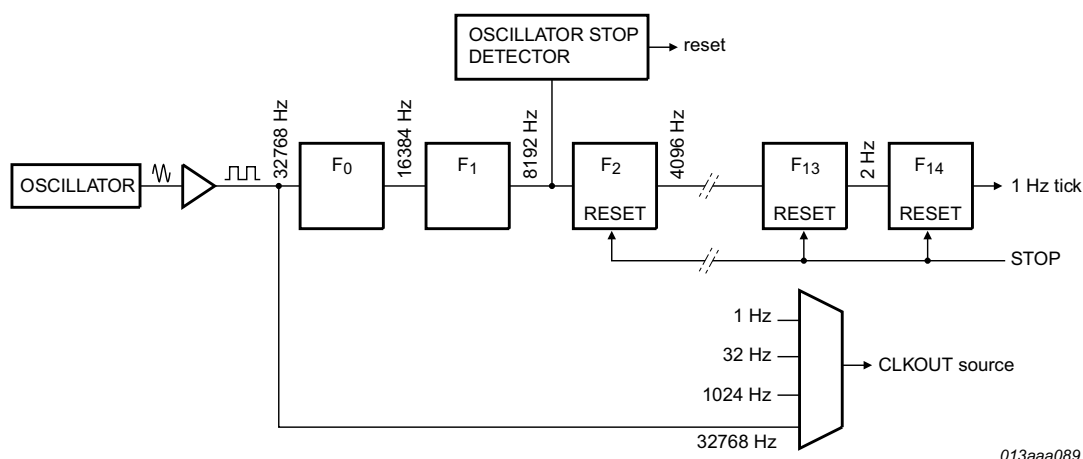 OSCILLATOR STOP
DETECTOR
reset
32768 Hz
16384 Hz
8192 Hz
4096 Hz
2 Hz
OSCILLATOR
F0
F1
F2
RESET
F13
RESET
F14
RESET
1 Hz tick
STOP
1 Hz
32 Hz
1024 Hz
32768 Hz
CLKOUT source
013aaa089